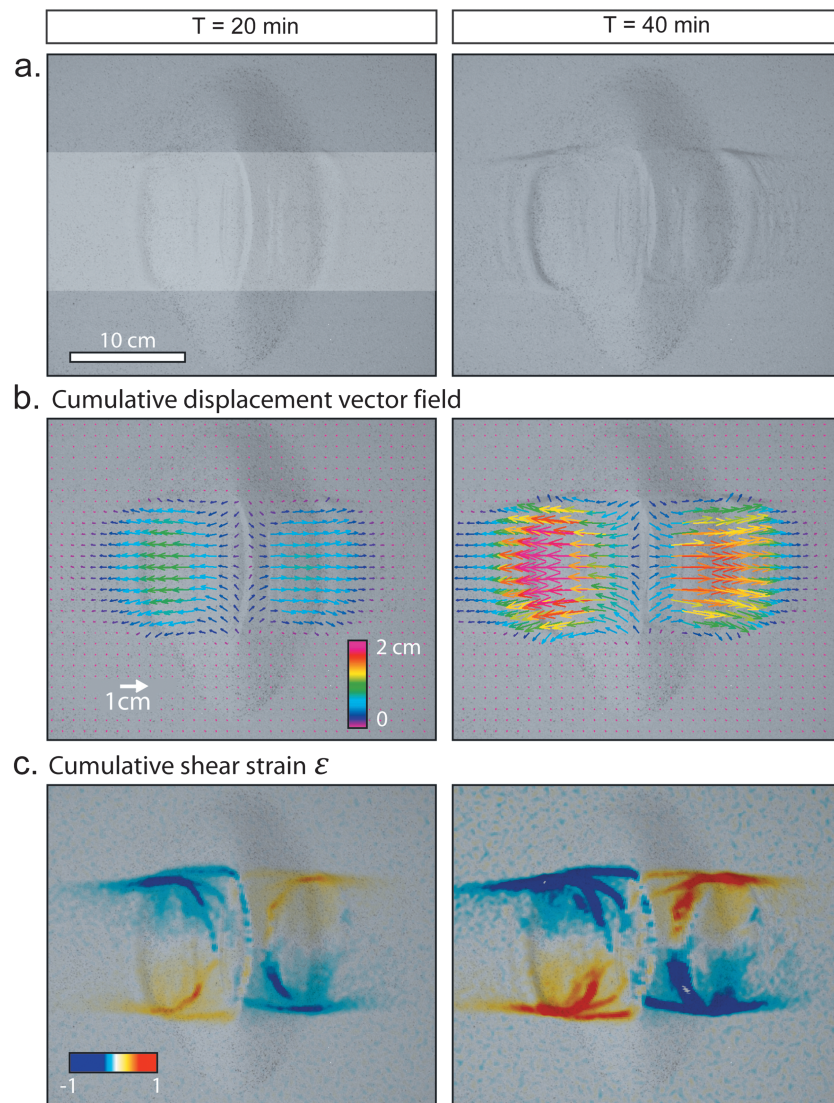 T = 20 min
T = 40 min
a.
10 cm
b. Cumulative displacement vector field
2 cm
0
1cm
c. Cumulative shear strain ε
-1
1